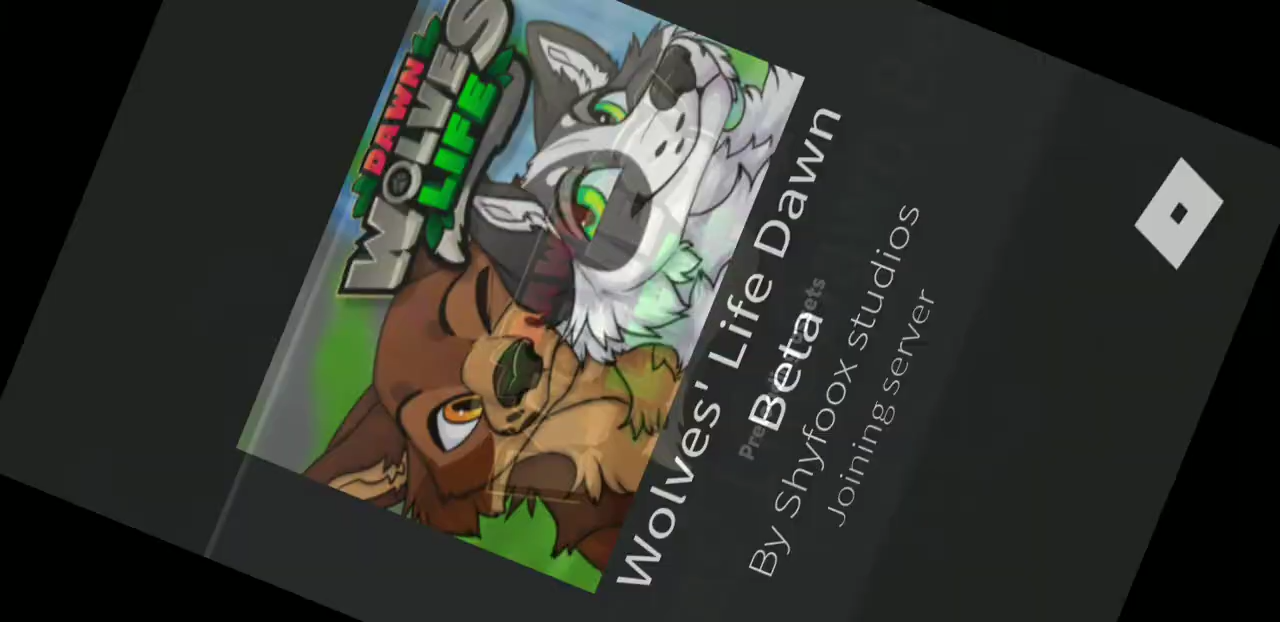 DAWN
WOLVES
LIFE
Wolves' Life Dawn
Beta
By Shyfoox studios
Joining server